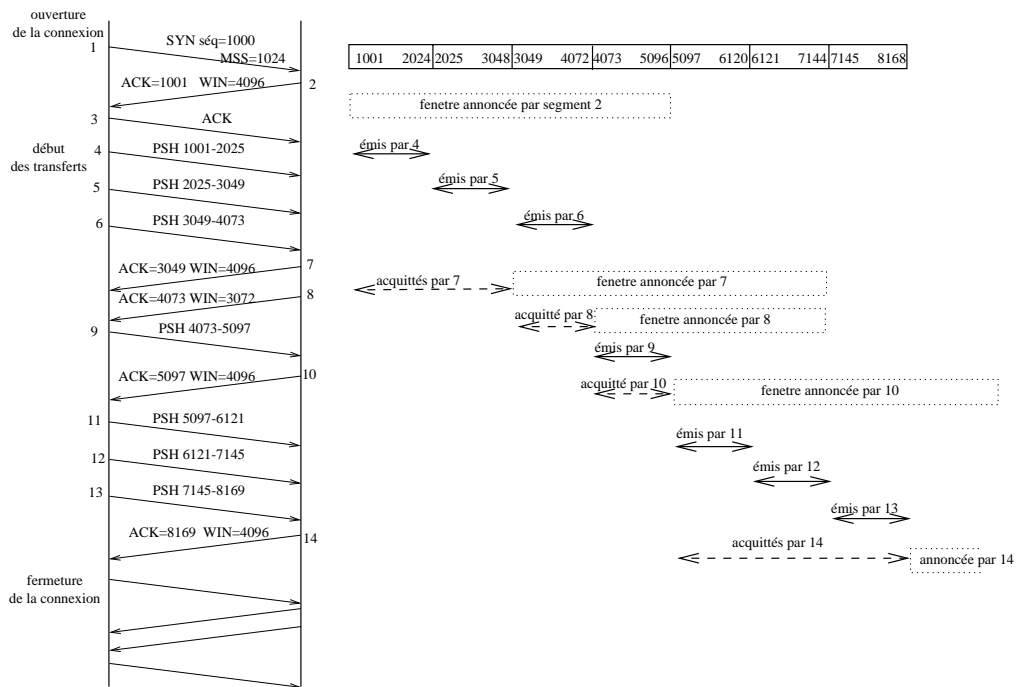 ouverture
de la connexion
1
SYN séq=1000
MSS=1024
1001 2024 2025 3048 3049 4072 4073 5096 5097 6120 6121 7144 7145 8168
ACK=1001 WIN=4096
2
fenetre annoncée par segment 2
3
ACK
début
des transferts
4
PSH 1001-2025
émis par 4
5
PSH 2025-3049
émis par 5
6
PSH 3049-4073
émis par 6
7
ACK=3049 WIN=4096
acquittés par 7
fenetre annoncée par 7
8
ACK=4073 WIN=3072
acquitté par 8
fenetre annoncée par 8
9
PSH 4073-5097
émis par 9
ACK=5097 WIN=4096
10
acquitté par 10
fenetre annoncée par 10
11
PSH 5097-6121
émis par 11
12
PSH 6121-7145
émis par 12
13
PSH 7145-8169
émis par 13
ACK=8169 WIN=4096
14
acquittés par 14
annoncée par 14
fermeture
de la connexion